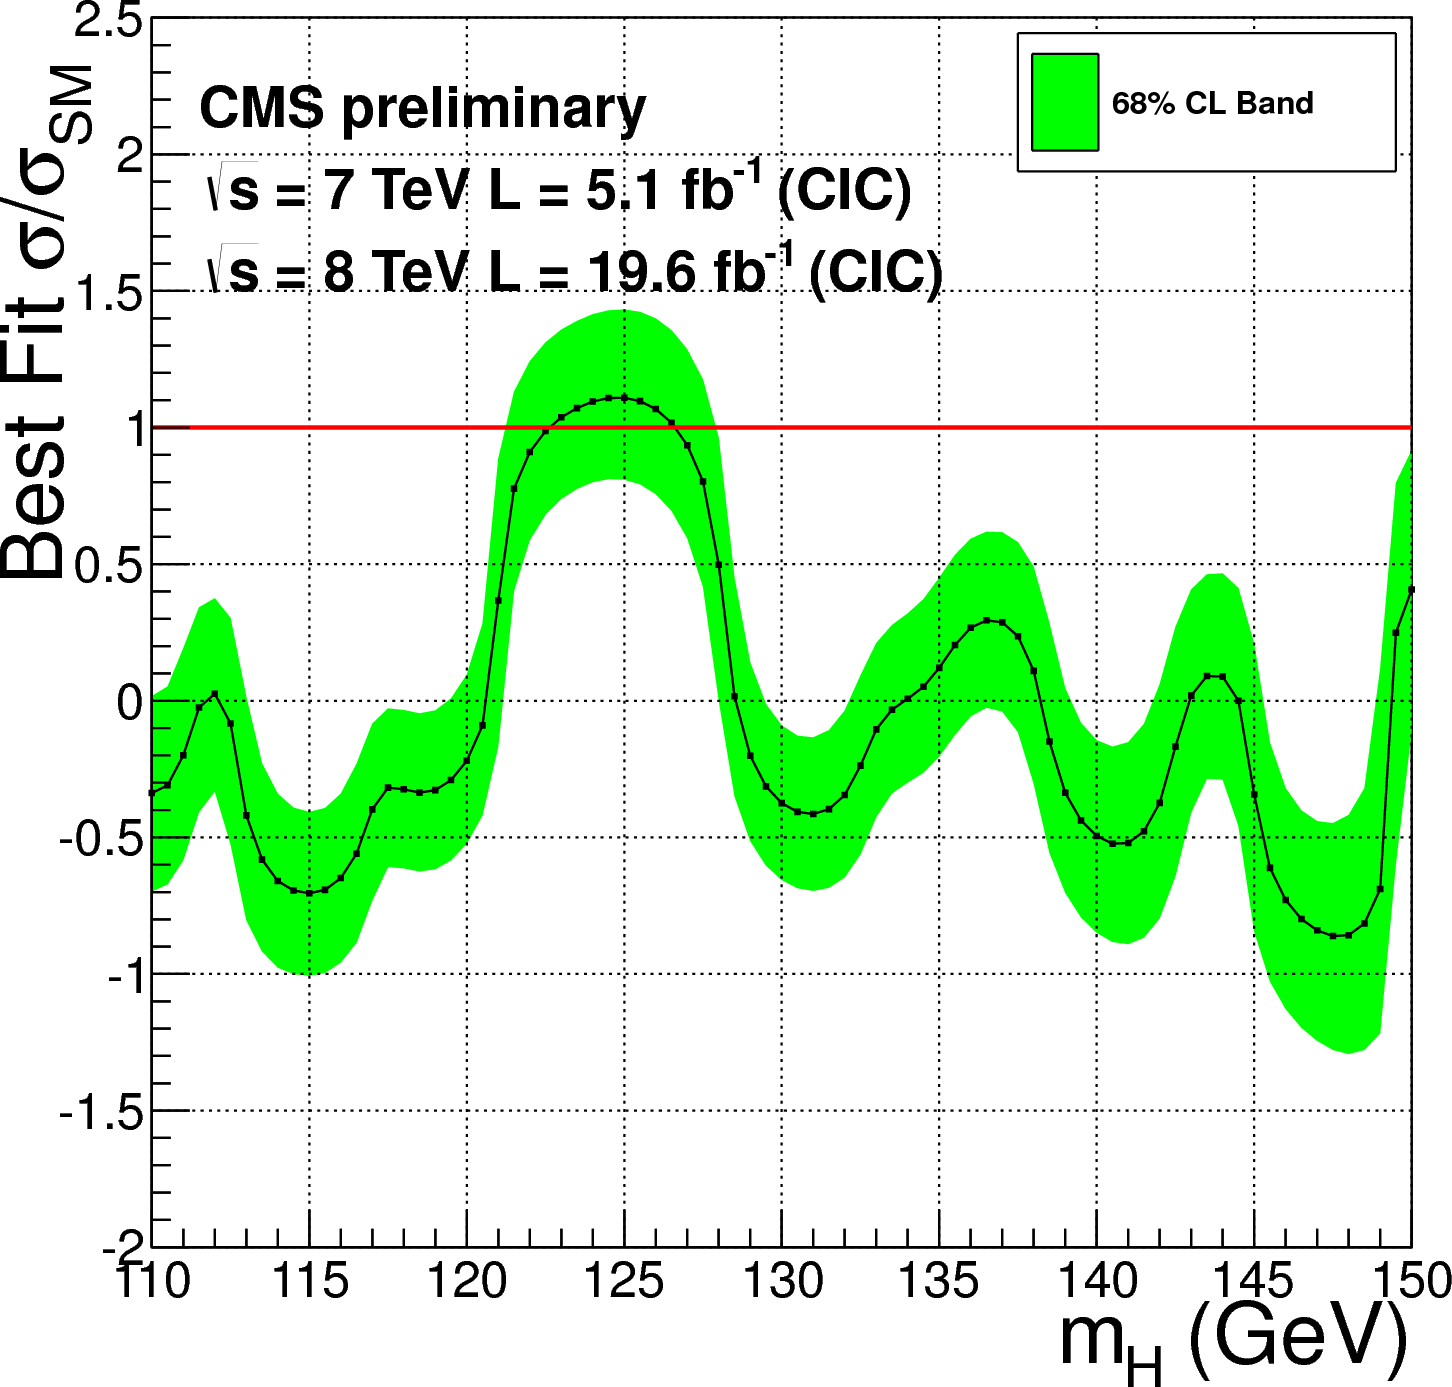 CMS preliminary
√s = 7 TeV L = 5.1 fb⁻¹ (CIC)
√s = 8 TeV L = 19.6 fb⁻¹ (CIC)
68% CL Band
Best Fit σ/σSM
2.5
2
1.5
1
0.5
0
-0.5
-1
-1.5
-2
110 115 120 125 130 135 140 145 150
mH (GeV)